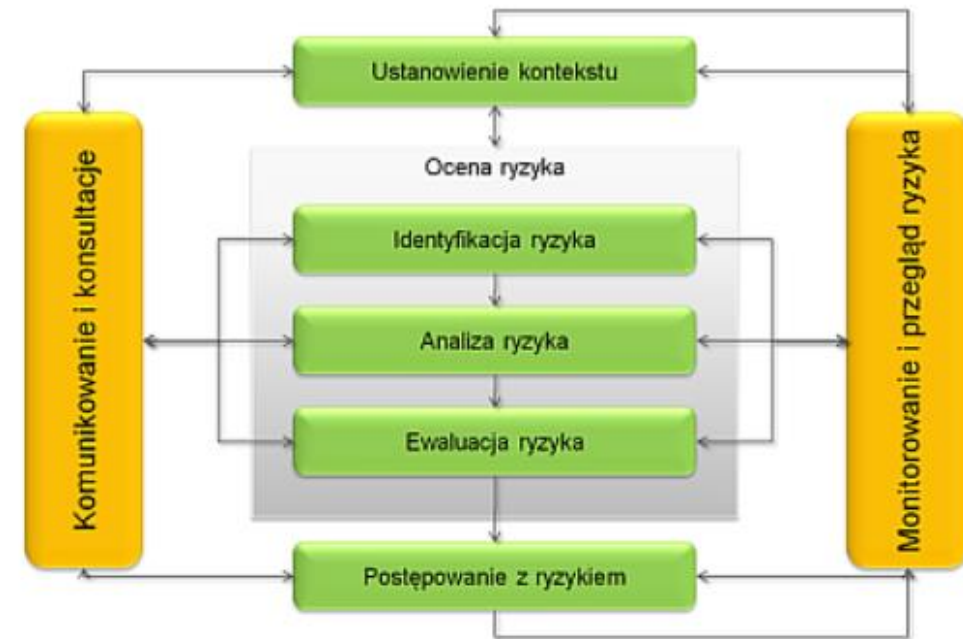 Ustanowienie kontekstu
Komunikowanie i konsultacje
Ocena ryzyka
Identyfikacja ryzyka
Analiza ryzyka
Ewaluacja ryzyka
Monitorowanie i przegląd ryzyka
Postępowanie z ryzykiem